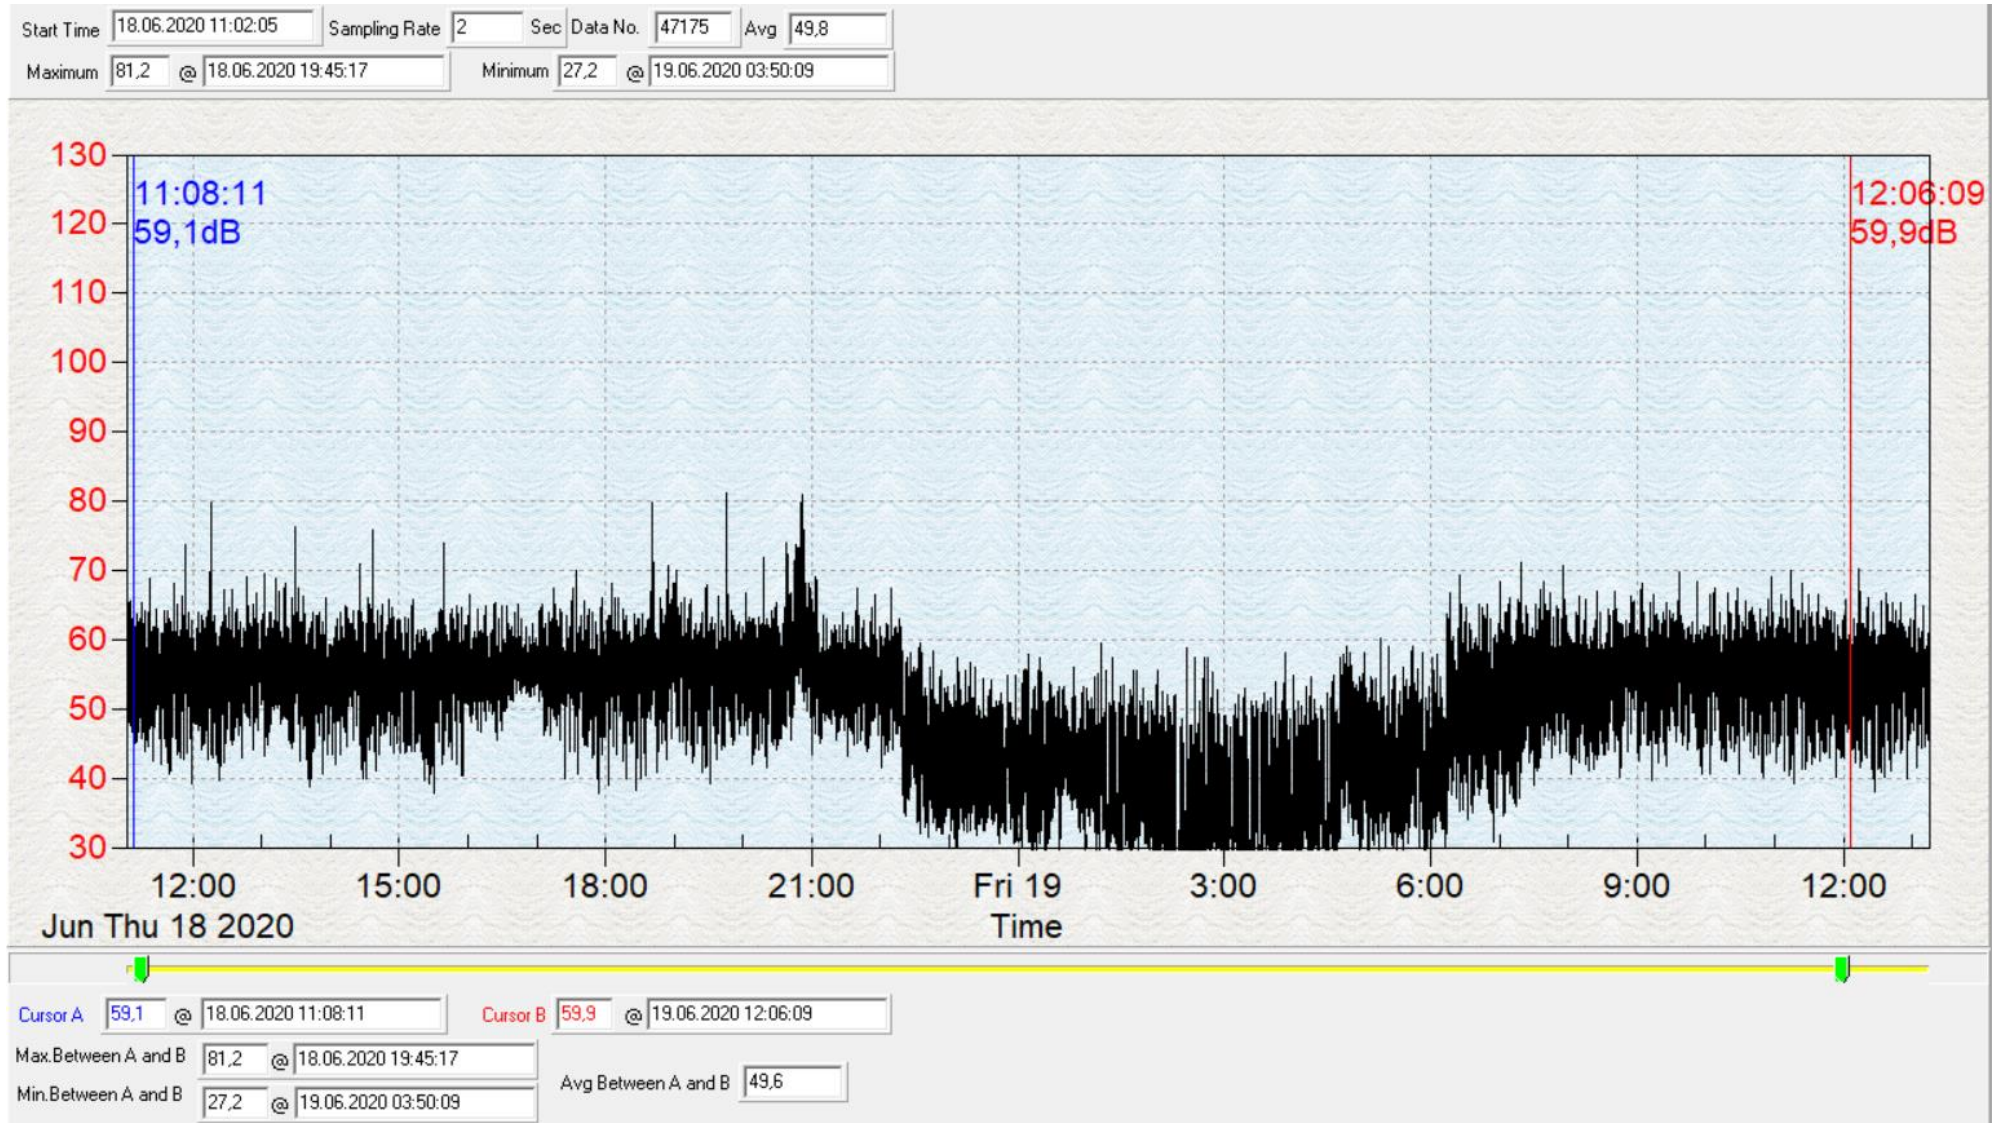 Start Time 18.06.2020 11:02:05 Sampling Rate 2 Sec Data No. 47175 Avg 49,8
Maximum 81,2 @ 18.06.2020 19:45:17 Minimum 27,2 @ 19.06.2020 03:50:09
130
11:08:11 12:06:09
120
59,1dB 59,9dB
110
100
90
80
70
60
50
40
30
12:00 15:00 18:00 21:00 Fri 19 3:00 6:00 9:00 12:00
Jun Thu 18 2020 Time
Cursor A 59,1 @ 18.06.2020 11:08:11 Cursor B 59,9 @ 19.06.2020 12:06:09
Max.Between A and B 81,2 @ 18.06.2020 19:45:17
Avg Between A and B 49,6
Min.Between A and B 27,2 @ 19.06.2020 03:50:09